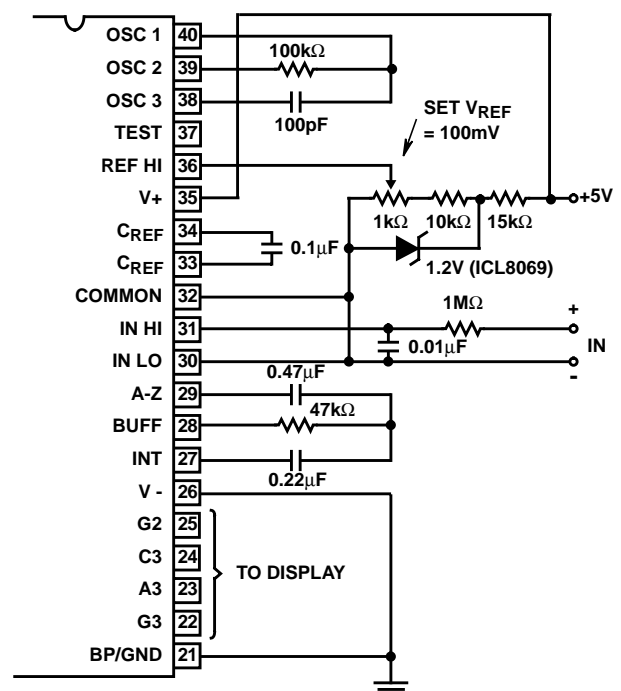 OSC 1 40
100kΩ
OSC 2 39
OSC 3 38
100pF
SET VREF
= 100mV
TEST 37
REF HI 36
V+ 35
+5V
1kΩ 10kΩ 15kΩ
CREF 34
0.1μF
CREF 33
1.2V (ICL8069)
COMMON 32
1MΩ
IN HI 31
+
0.01μF
IN
IN LO 30
-
0.47μF
A-Z 29
47kΩ
BUFF 28
INT 27
0.22μF
V - 26
G2 25
C3 24
TO DISPLAY
A3 23
G3 22
BP/GND 21